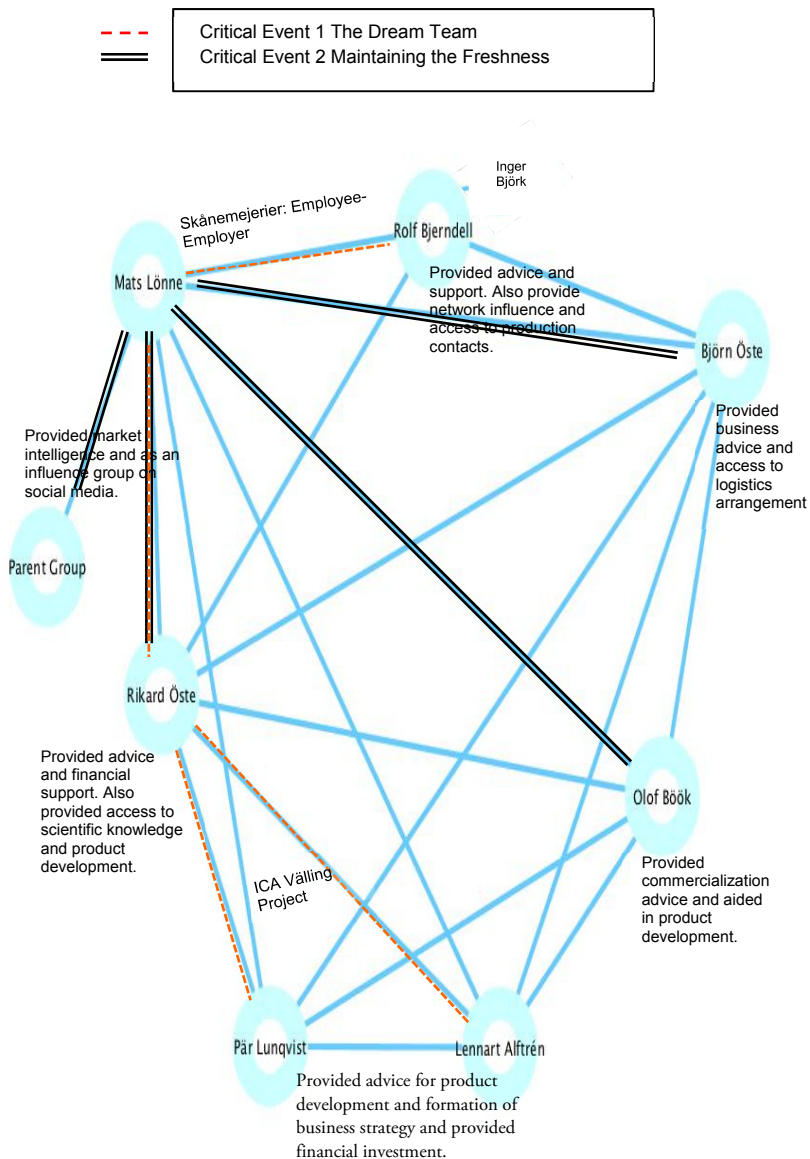 Critical Event 1 The Dream Team
Critical Event 2 Maintaining the Freshness
Inger
Björk
Skånemejerier: Employee-
Employer
Rolf Bjerndell
Mats Lönne
Provided advice and
support. Also provide
network influence and
access to production
contacts.
Björn Öste
Provided
business
advice and
access to
logistics
arrangement
Provided market
intelligence and as an
influence group on
social media.
Parent Group
Rikard Öste
Provided advice
and financial
support. Also
provided access to
scientific knowledge
and product
development.
Olof Böök
Provided
commercialization
advice and aided
in product
development.
ICA Välling
Project
Pär Lunqvist
Lennart Alftrén
Provided advice for product
development and formation of
business strategy and provided
financial investment.